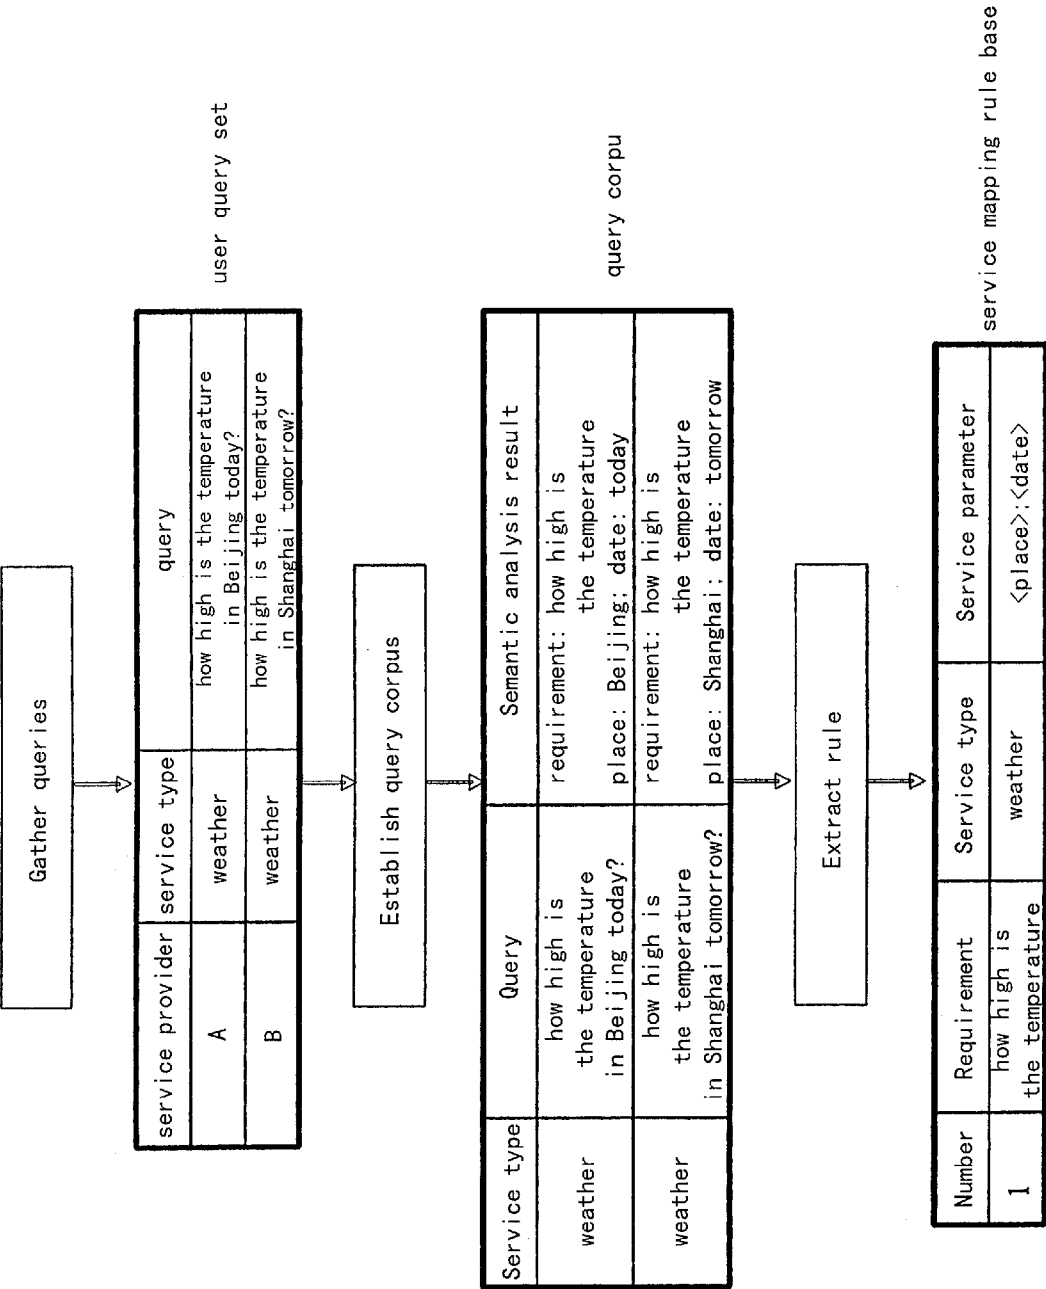 Gather queries
user query set
service provider service type query
A weather how high is the temperature
in Beijing today?
B weather how high is the temperature
in Shanghai tomorrow?
Establish query corpus
query corpu
Service type Query Semantic analysis result
weather
how high is
the temperature
in Beijing today?
requirement: how high is
the temperature
place: Beijing; date: today
weather
how high is
the temperature
in Shanghai tomorrow?
requirement: how high is
the temperature
place: Shanghai; date: tomorrow
Extract rule
service mapping rule base
Number Requirement Service type Service parameter
1
how high is
the temperature
weather
<place>;<date>